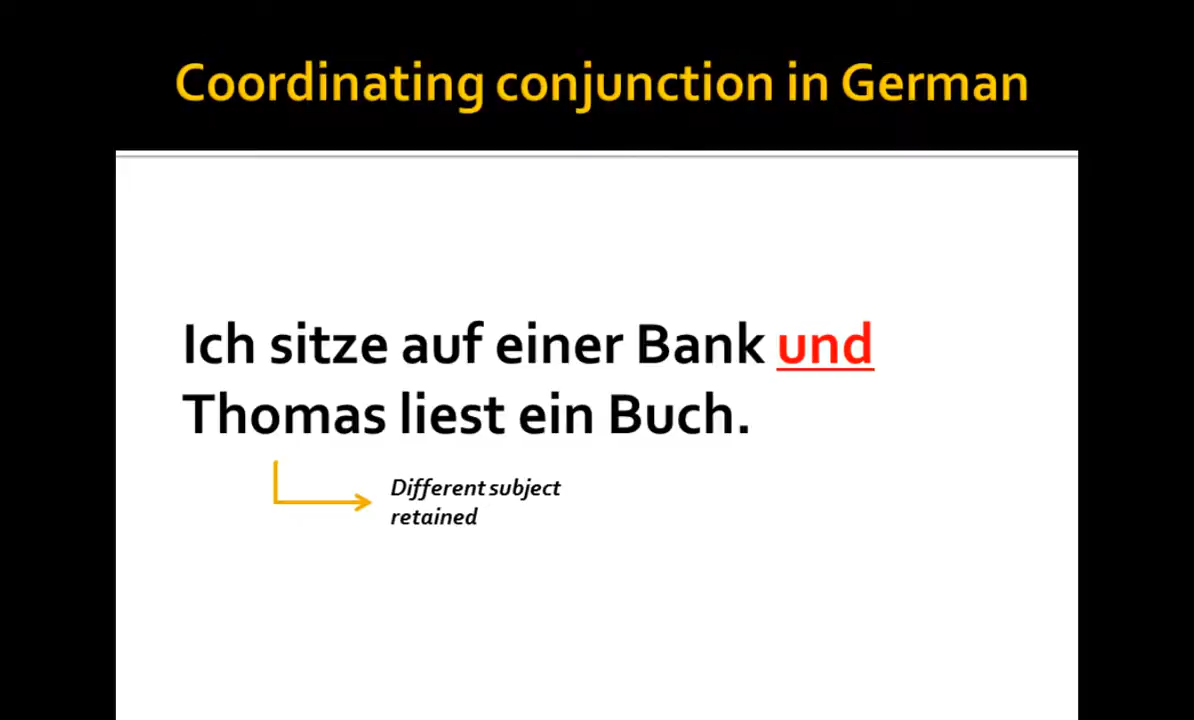 Coordinating conjunction in German
Ich sitze auf einer Bank und
Thomas liest ein Buch.
Different subject
retained